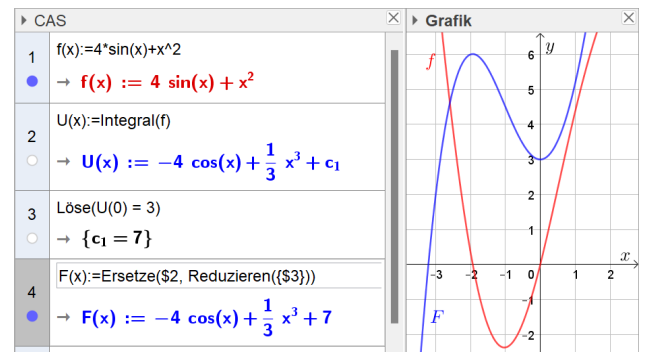 CAS
1
f(x):=4*sin(x)+x^2
→ f(x) := 4 sin(x) + x²
2
U(x):=Integral(f)
→ U(x) := −4 cos(x) + 1/3 x³ + c₁
3
Löse(U(0) = 3)
→ {c₁ = 7}
4
F(x):=Ersetze($2, Reduzieren({$3}))
→ F(x) := −4 cos(x) + 1/3 x³ + 7
Grafik
y
6
f
5
4
3
2
1
x
-3 -2 -1 0 1 2
-1
F
-2